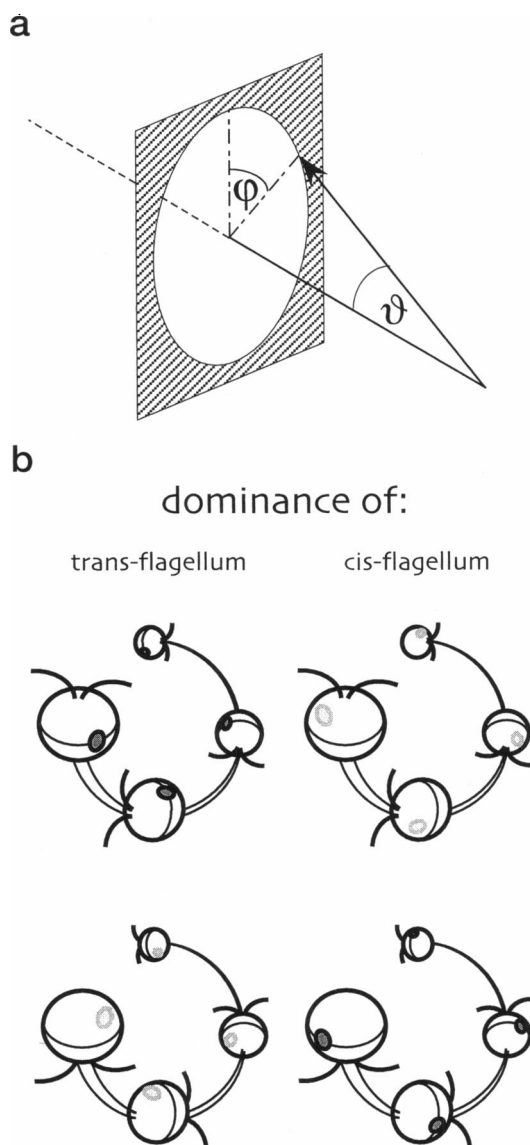 a
φ
ϑ
b
dominance of:
trans-flagellum cis-flagellum